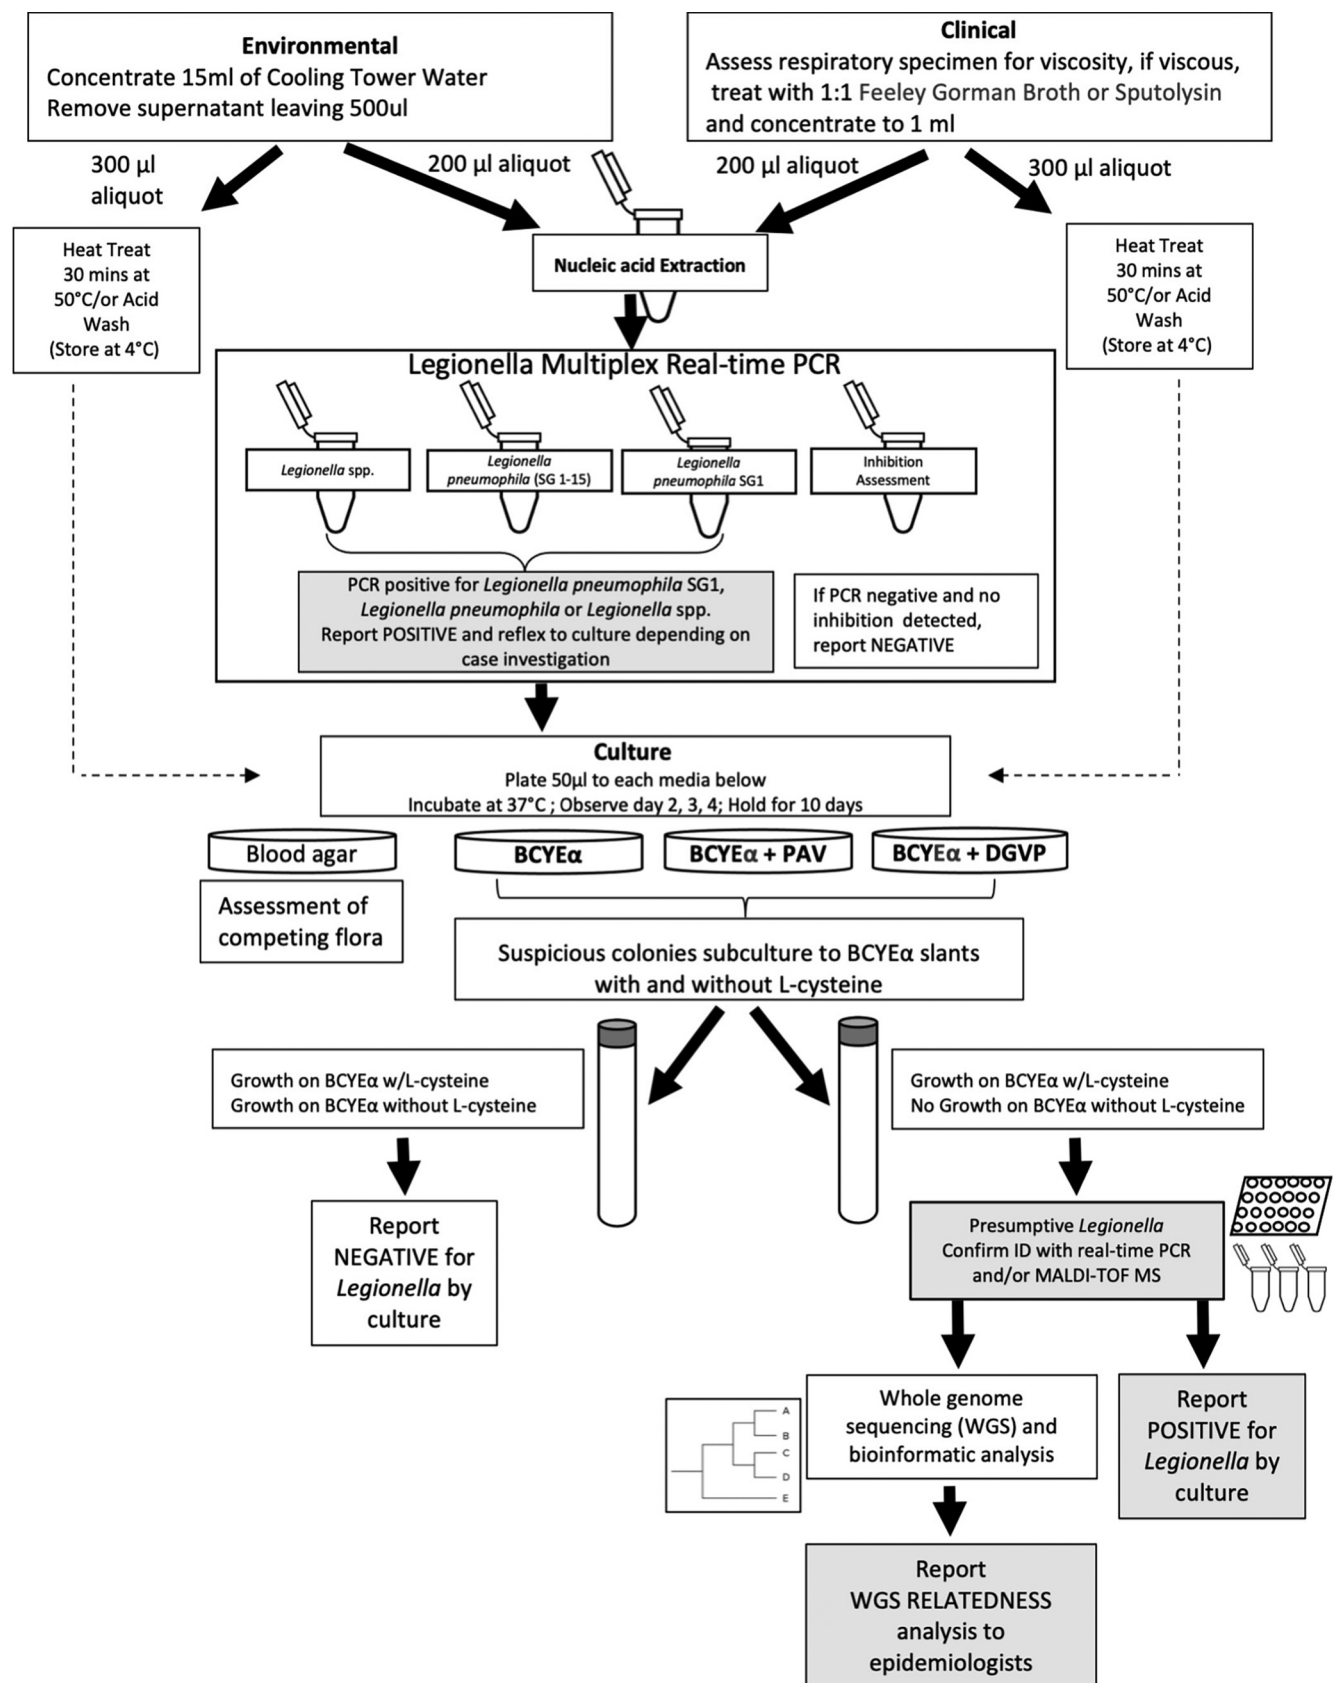 Environmental
Concentrate 15ml of Cooling Tower Water
Remove supernatant leaving 500ul
Clinical
Assess respiratory specimen for viscosity, if viscous,
treat with 1:1 Feeley Gorman Broth or Sputolysin
and concentrate to 1 ml
300 µl
aliquot
200 µl aliquot
200 µl aliquot
300 µl aliquot
Heat Treat
30 mins at
50°C/or Acid
Wash
(Store at 4°C)
Nucleic acid Extraction
Heat Treat
30 mins at
50°C/or Acid
Wash
(Store at 4°C)
Legionella Multiplex Real-time PCR
Legionella spp.
Legionella
pneumophila (SG 1-15)
Legionella
pneumophila SG1
Inhibition
Assessment
PCR positive for Legionella pneumophila SG1,
Legionella pneumophila or Legionella spp.
Report POSITIVE and reflex to culture depending on
case investigation
If PCR negative and no
inhibition detected,
report NEGATIVE
Culture
Plate 50µl to each media below
Incubate at 37°C ; Observe day 2, 3, 4; Hold for 10 days
Blood agar
BCYEα
BCYEα + PAV
BCYEα + DGVP
Assessment of
competing flora
Suspicious colonies subculture to BCYEα slants
with and without L-cysteine
Growth on BCYEα w/L-cysteine
Growth on BCYEα without L-cysteine
Growth on BCYEα w/L-cysteine
No Growth on BCYEα without L-cysteine
Report
NEGATIVE for
Legionella by
culture
Presumptive Legionella
Confirm ID with real-time PCR
and/or MALDI-TOF MS
A
B
C
D
E
Whole genome
sequencing (WGS) and
bioinformatic analysis
Report
POSITIVE for
Legionella by
culture
Report
WGS RELATEDNESS
analysis to
epidemiologists